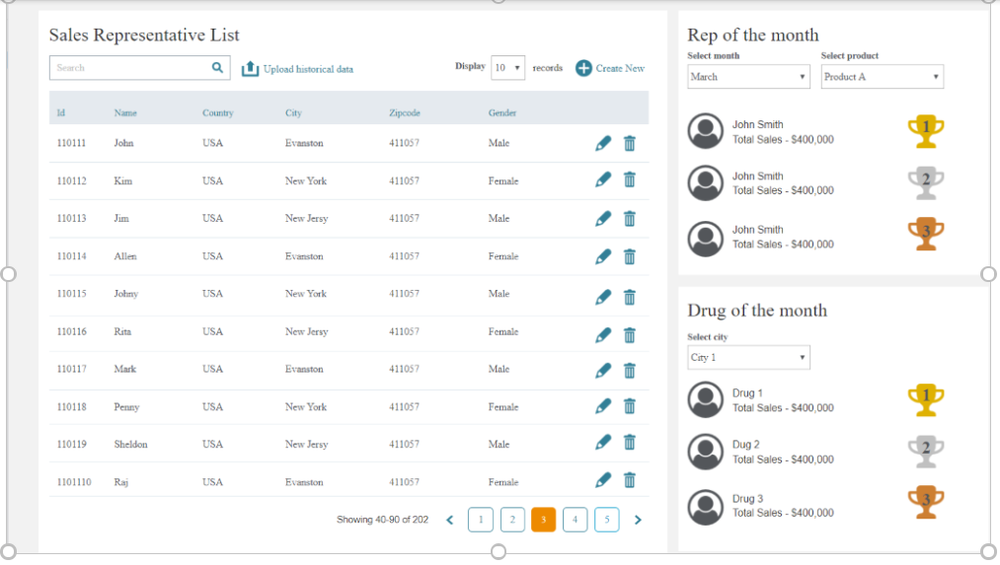 Sales Representative List
Search
Upload historical data
Display 10 records
Create New
Id Name Country City Zipcode Gender
110111 John USA Evanston 411057 Male
110112 Kim USA New York 411057 Female
110113 Jim USA New Jersy 411057 Male
110114 Allen USA Evanston 411057 Female
110115 Johny USA New York 411057 Male
110116 Rita USA New Jersy 411057 Female
110117 Mark USA Evanston 411057 Male
110118 Penny USA New York 411057 Female
110119 Sheldon USA New Jersy 411057 Male
1101110 Raj USA Evanston 411057 Female
Showing 40-90 of 202
1 2 3 4 5
Rep of the month
Select month Select product
March Product A
John Smith
Total Sales - $400,000
1
John Smith
Total Sales - $400,000
2
John Smith
Total Sales - $400,000
3
Drug of the month
Select city
City 1
Drug 1
Total Sales - $400,000
1
Dug 2
Total Sales - $400,000
2
Drug 3
Total Sales - $400,000
3